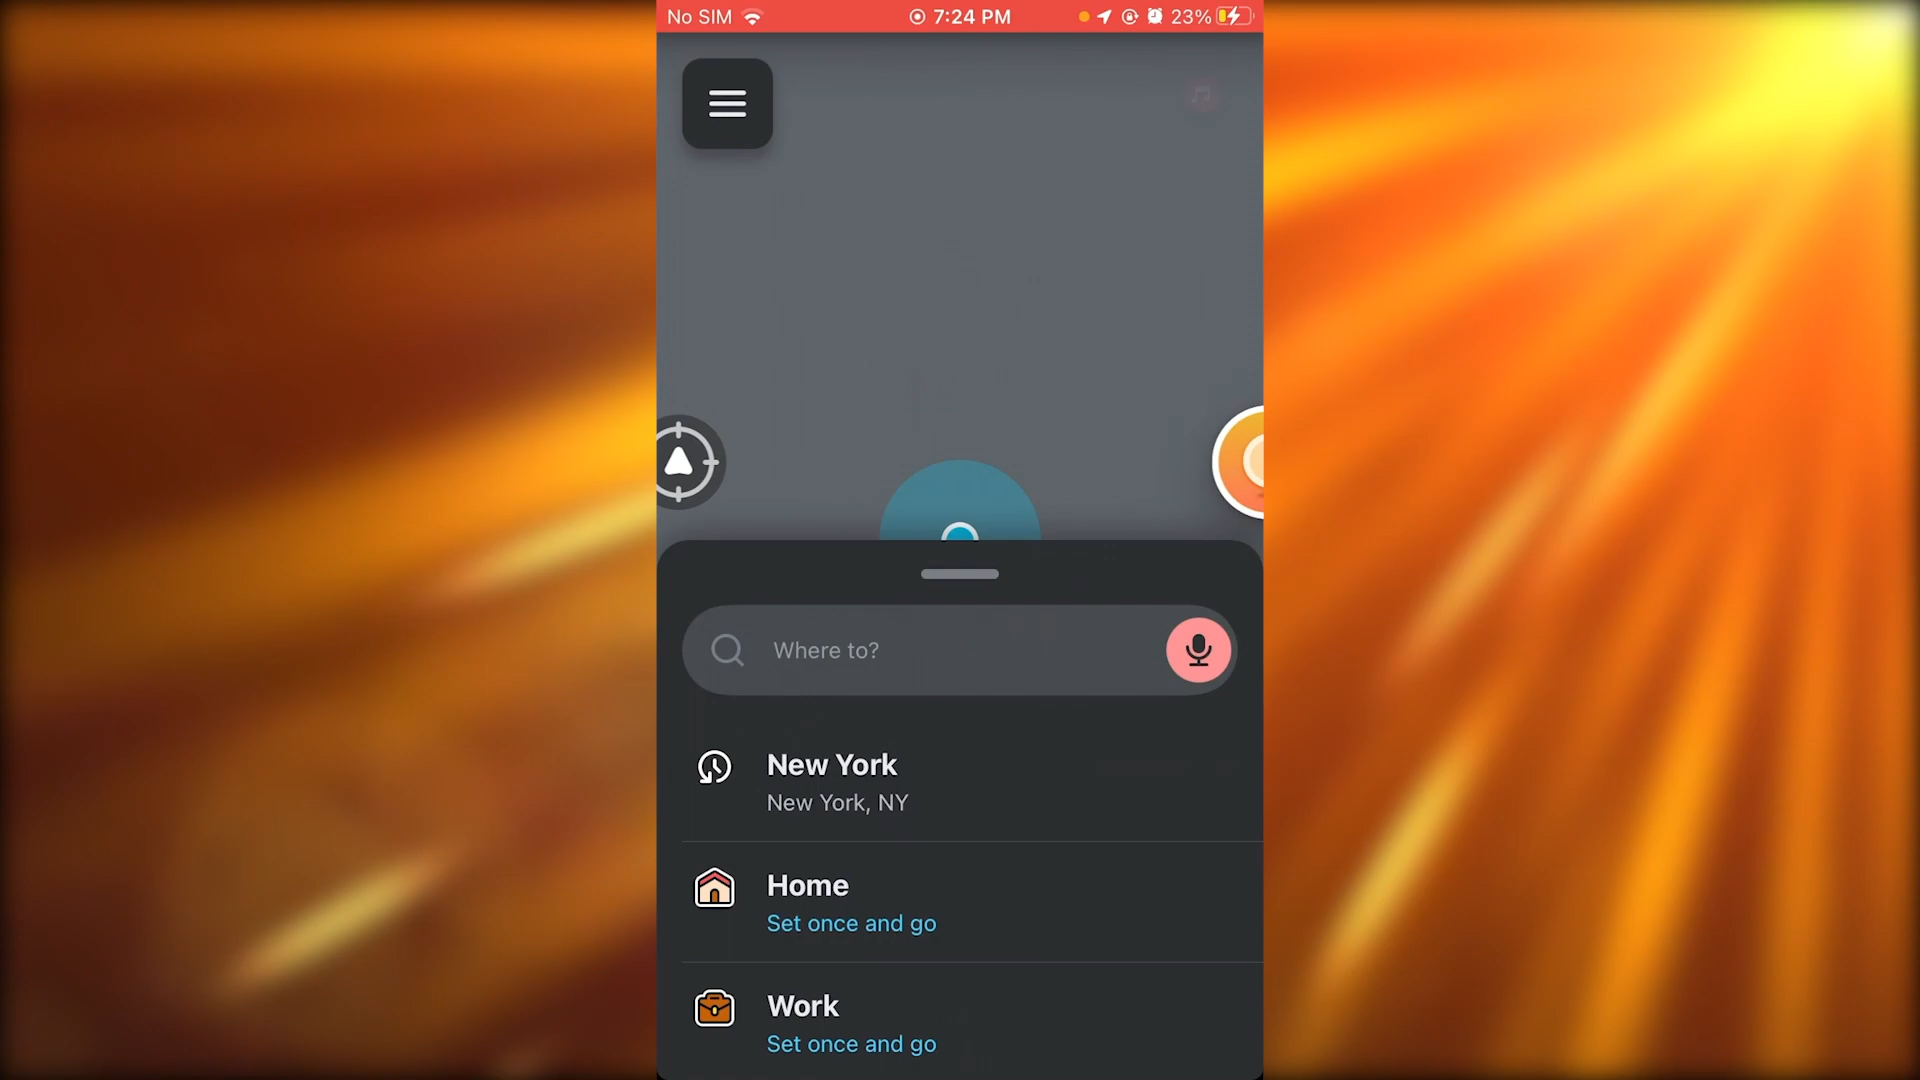 No SIM 7:24 PM 23%
Where to?
New York
New York, NY
Home
Set once and go
Work
Set once and go